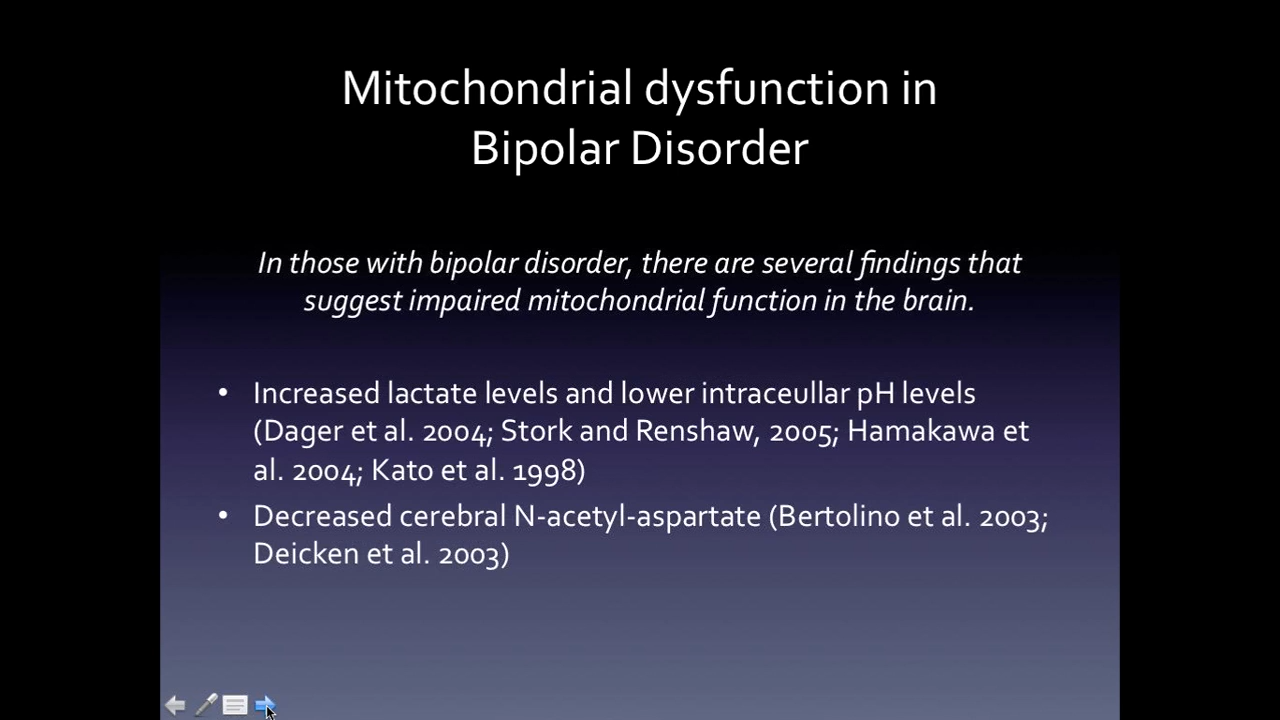 Mitochondrial dysfunction in
Bipolar Disorder
In those with bipolar disorder, there are several findings that
suggest impaired mitochondrial function in the brain.
• Increased lactate levels and lower intraceullar pH levels
(Dager et al. 2004; Stork and Renshaw, 2005; Hamakawa et
al. 2004; Kato et al. 1998)
• Decreased cerebral N-acetyl-aspartate (Bertolino et al. 2003;
Deicken et al. 2003)